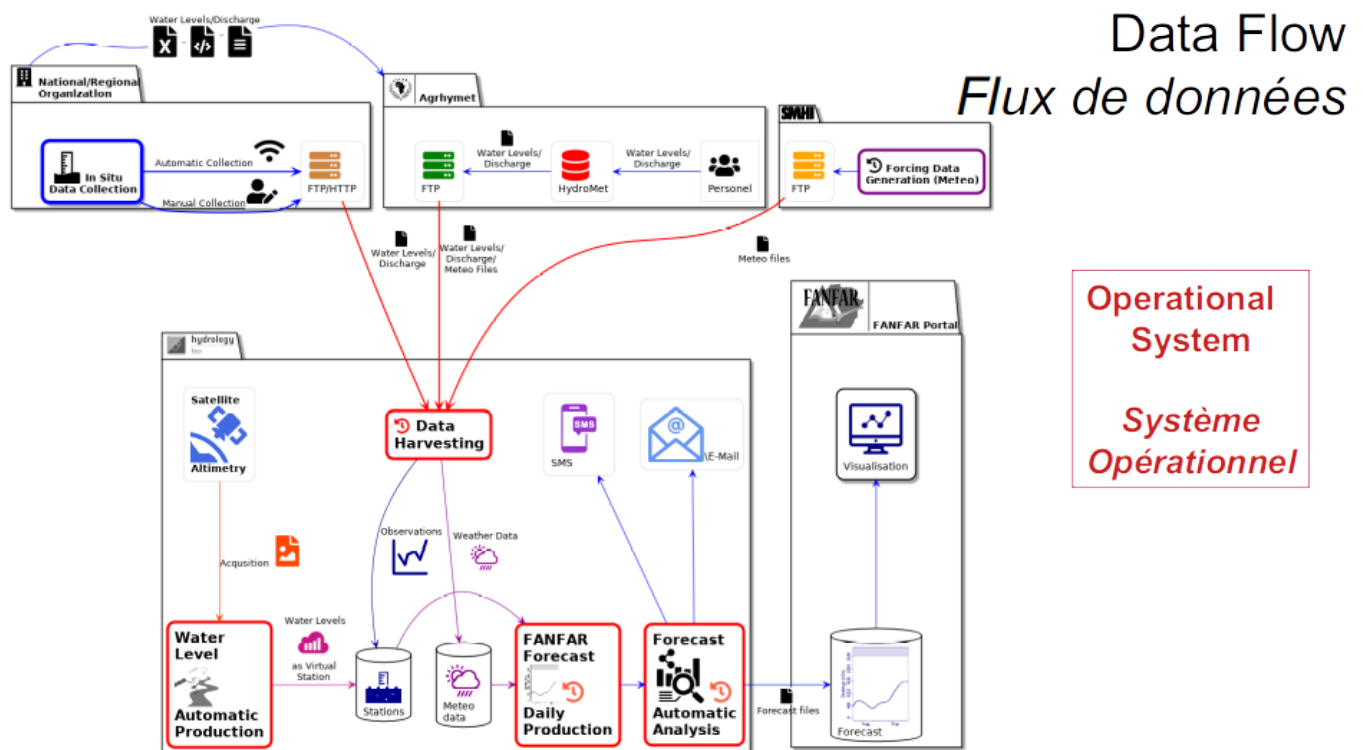 Data Flow
Flux de données
Water Levels/Discharge
National/Regional
Organization
In Situ
Data Collection
Automatic Collection
Manual Collection
FTP/HTTP
Agrhymet
FTP
Water Levels/
Discharge
HydroMet
Water Levels/
Discharge
Personel
SMHI
FTP
Forcing Data
Generation (Meteo)
Water Levels/
Discharge
Water Levels/
Discharge/
Meteo Files
Meteo files
Operational
System
Système
Opérationnel
hydrology
tep
Satellite
Altimetry
Data
Harvesting
SMS
SMS
@
\E-Mail
FANFAR
FANFAR Portal
Visualisation
Acqusition
Observations
Weather Data
Water Level
Automatic
Production
Water Levels
as Virtual
Station
Stations
Meteo
data
FANFAR
Forecast
Daily
Production
Forecast
Automatic
Analysis
Forecast files
Forecast